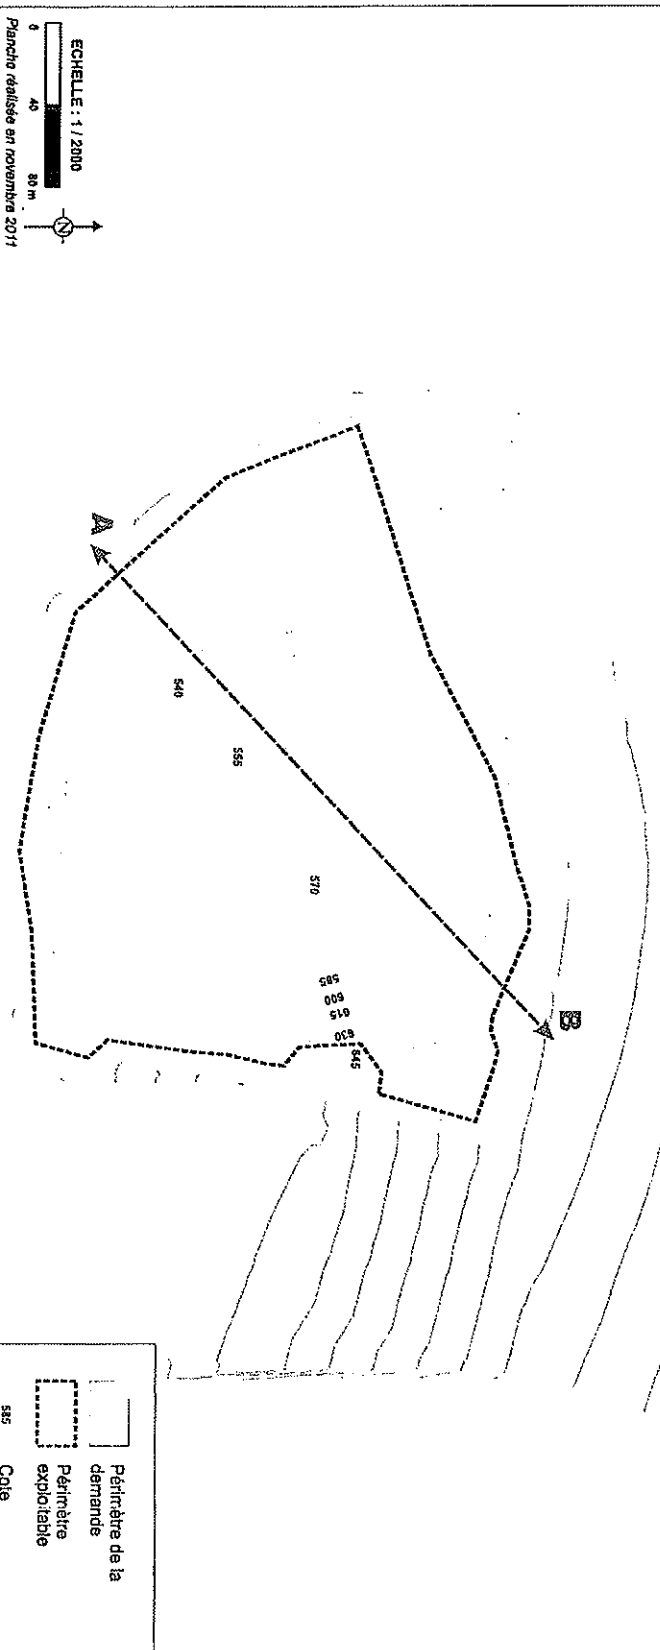 ECHELLE : 1 / 2000
0 40 80 m
N
Planche réalisée en novembre 2011
A
B
540
555
570
585
600
615
630
645
Périmètre de la
demande
Périmètre
exploitable
585 Cote